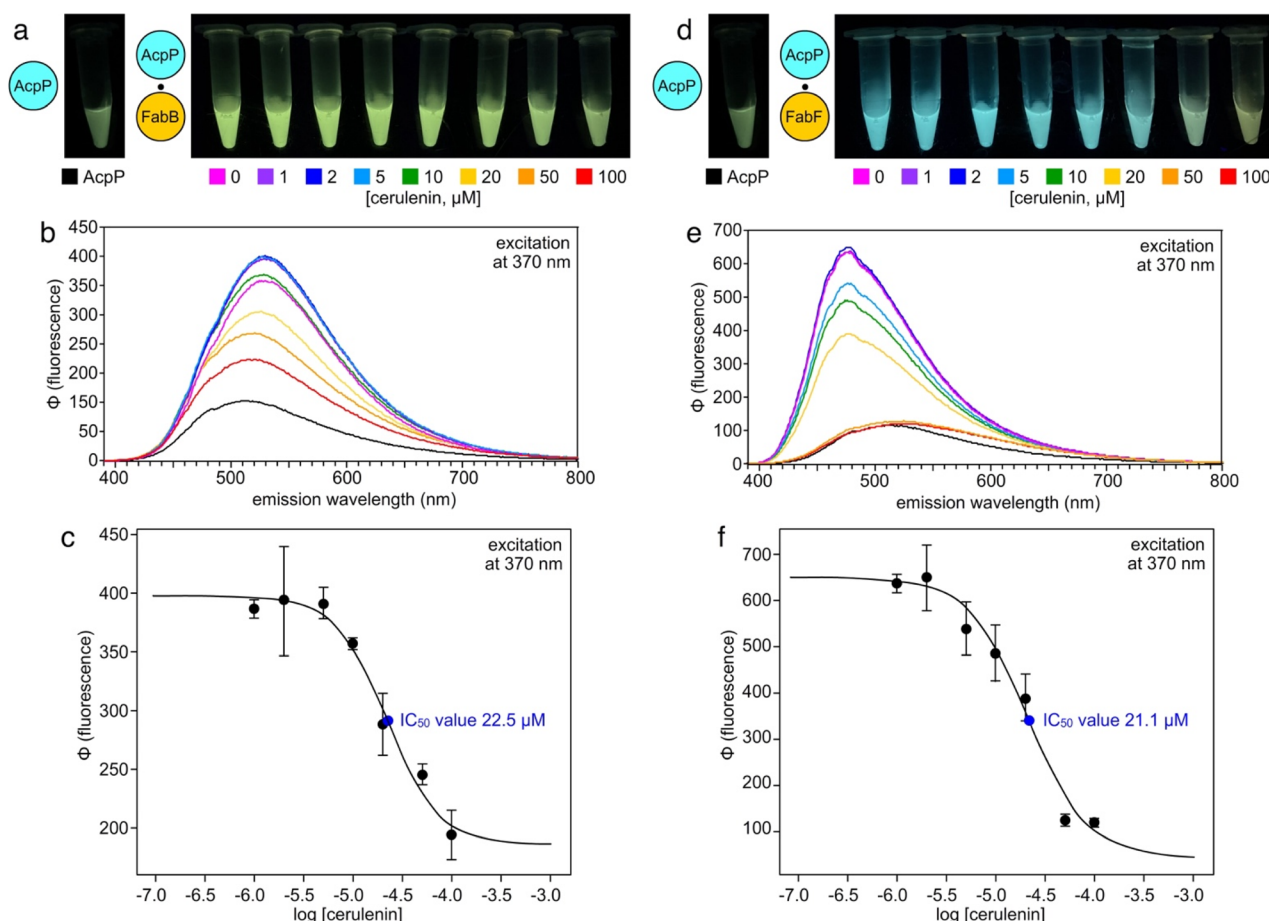 a
AcpP
AcpP
FabB
AcpP
0 1 2 5 10 20 50 100
[cerulenin, µM]
b
excitation
at 370 nm
450
400
350
300
250
200
150
100
50
0
Φ (fluorescence)
400 500 600 700 800
emission wavelength (nm)
c
excitation
at 370 nm
450
400
350
300
250
200
Φ (fluorescence)
IC50 value 22.5 µM
-7.0 -6.5 -6.0 -5.5 -5.0 -4.5 -4.0 -3.5 -3.0
log [cerulenin]
d
AcpP
AcpP
FabF
AcpP
0 1 2 5 10 20 50 100
[cerulenin, µM]
e
excitation
at 370 nm
700
600
500
400
300
200
100
0
Φ (fluorescence)
400 500 600 700 800
emission wavelength (nm)
f
excitation
at 370 nm
700
600
500
400
300
200
100
Φ (fluorescence)
IC50 value 21.1 µM
-7.0 -6.5 -6.0 -5.5 -5.0 -4.5 -4.0 -3.5 -3.0
log [cerulenin]